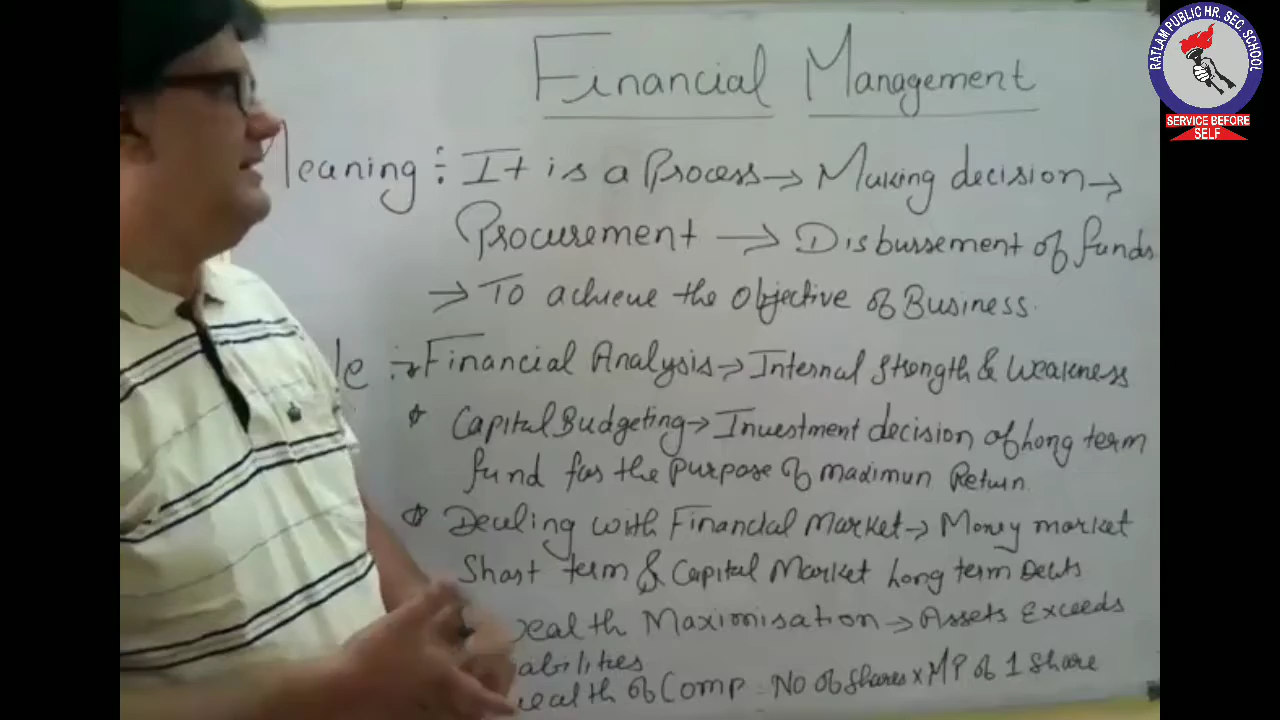 Financial Management
Meaning : It is a Process → Making decision →
Procurement → Disbursement of funds
→ To achieve the Objective of Business.
le :→ Financial Analysis → Internal Strength & Weakness
* Capital Budgeting → Investment decision of Long term
fund for the purpose of maximun Return.
* Dealing with Financial Market → Money market
Short term & Capital Market Long term Debts
ealth Maximisation → Assets Exceeds
abilities
ealth of Comp No of Shares × MP of 1 Share
RATLAM PUBLIC HR. SEC. SCHOOL
SERVICE BEFORE
SELF